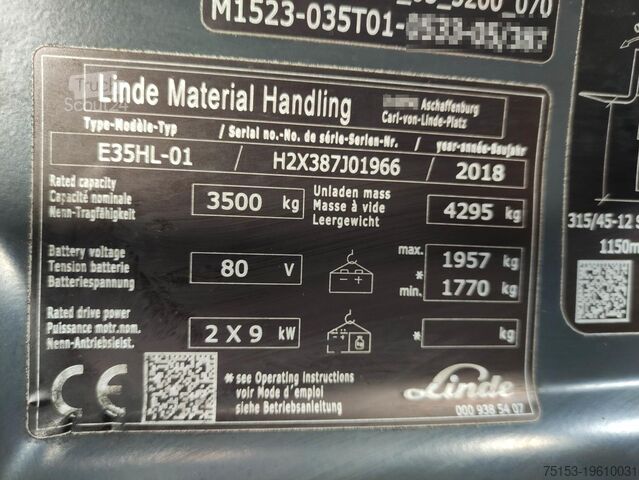 M1523-035T01-
Linde Material Handling
Aschaffenburg
Carl-von-Linde-Platz
Type-Modèle-Typ / Serial no.-No. de série-Serien-Nr. / year-année-Baujahr
E35HL-01 / H2X387J01966 / 2018
Rated capacity
Capacité nominale
Nenn-Tragfähigkeit
3500 kg
Unladen mass
Masse à vide
Leergewicht
4295 kg
Battery voltage
Tension batterie
Batteriespannung
80 V
max. 1957 kg
*
min. 1770 kg
Rated drive power
Puissance motr.nom.
Nenn-Antriebsleist.
2 X 9 kW
* kg
CE
* see Operating Instructions
voir Mode d'emploi
siehe Betriebsanleitung
Linde
000 938 54 07
315/45-12
1150m
Truck
Scout24
75153-19610031